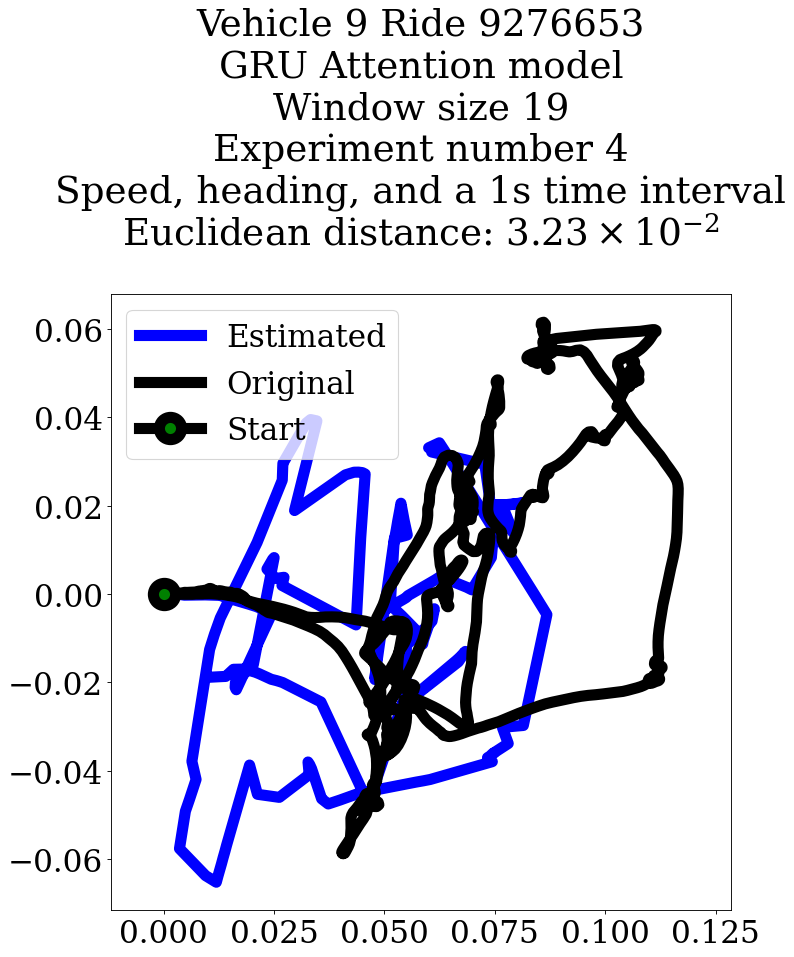 Vehicle 9 Ride 9276653
GRU Attention model
Window size 19
Experiment number 4
Speed, heading, and a 1s time interval
Euclidean distance: 3.23 × 10⁻²
Estimated
Original
Start
0.06
0.04
0.02
0.00
−0.02
−0.04
−0.06
0.000 0.025 0.050 0.075 0.100 0.125